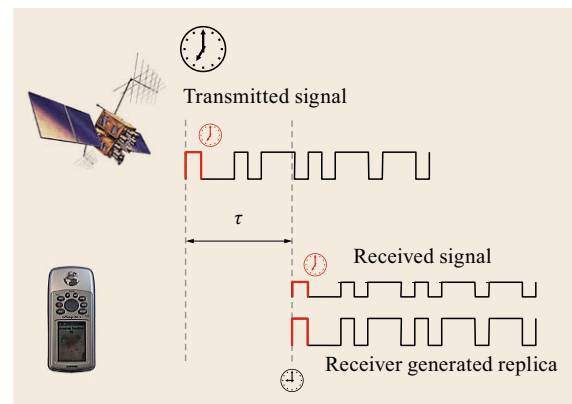 Transmitted signal
τ
Received signal
Receiver generated replica